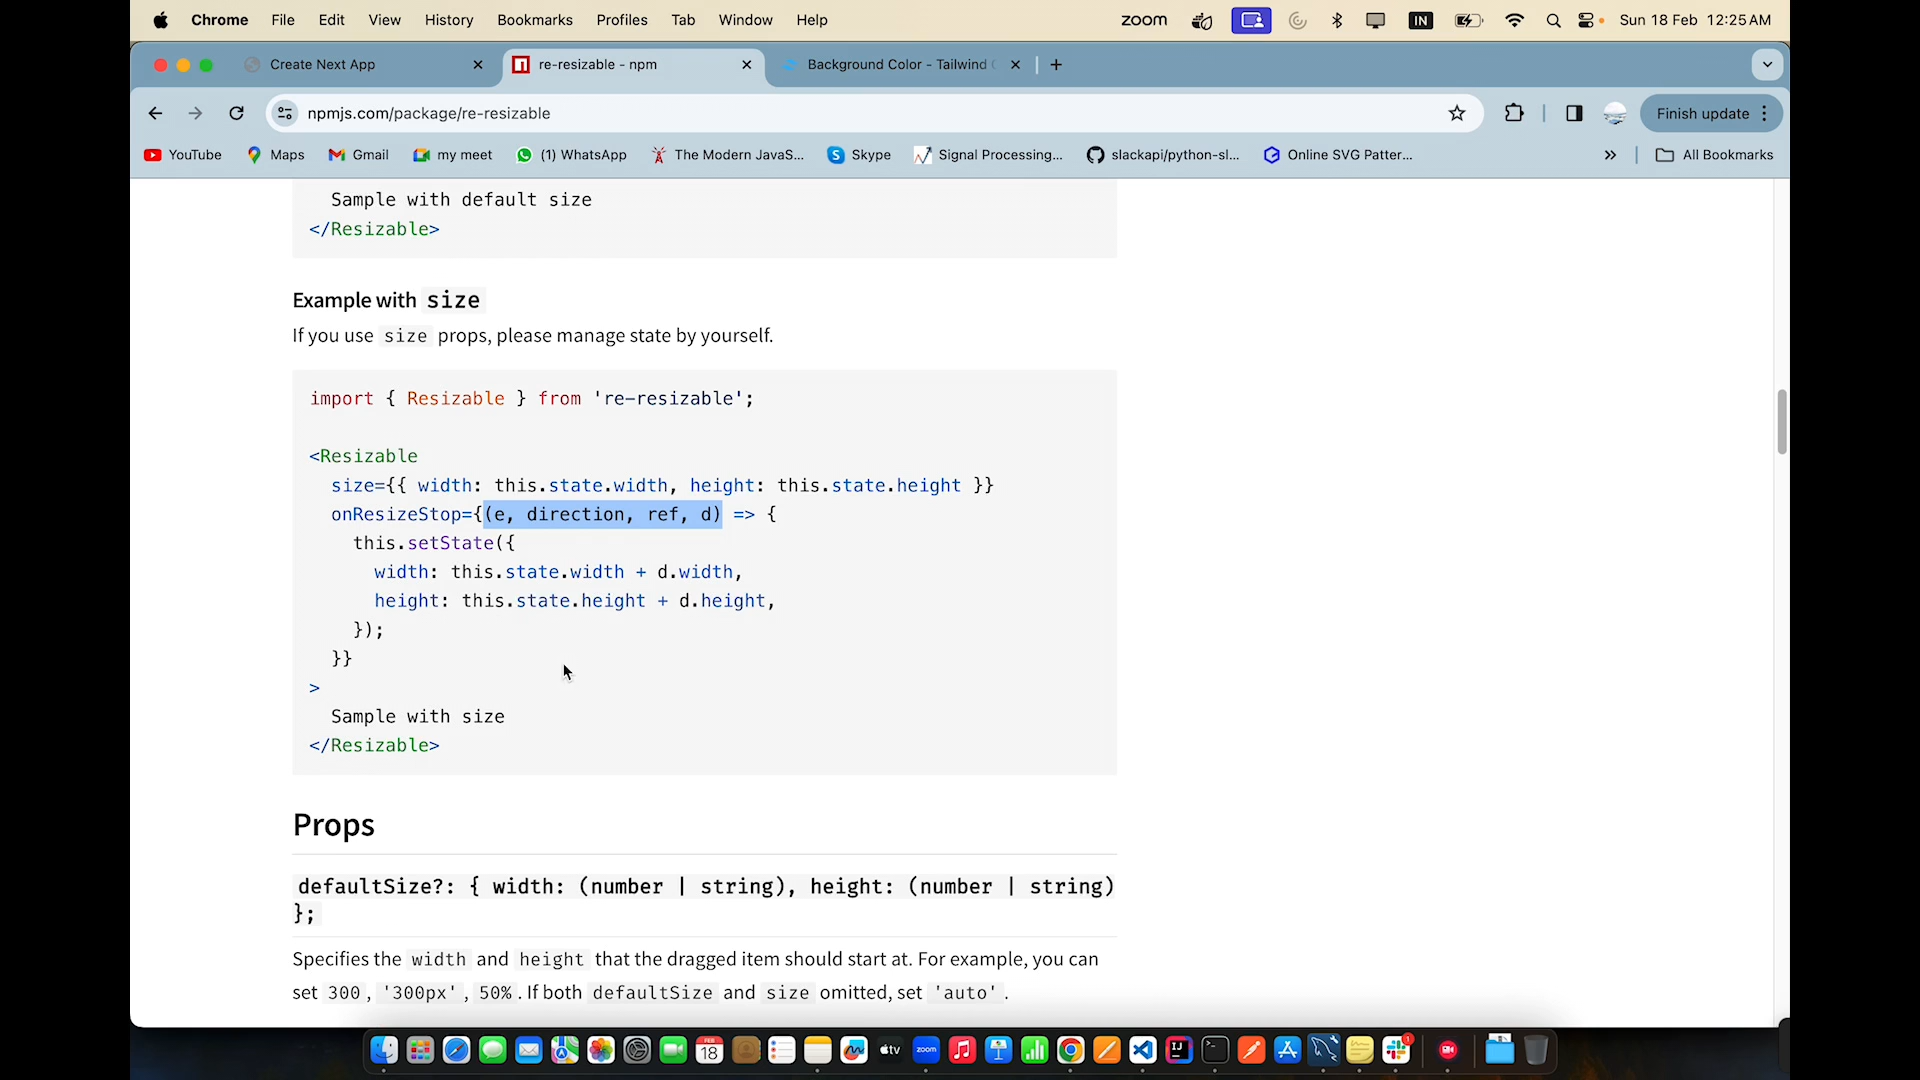 Chrome File Edit View History Bookmarks Profiles Tab Window Help zoom IN Sun 18 Feb 12:25 AM
Create Next App re-resizable - npm Background Color - Tailwind
npmjs.com/package/re-resizable Finish update
YouTube Maps Gmail my meet (1) WhatsApp The Modern JavaS... Skype Signal Processing... slackapi/python-sl... Online SVG Patter... » All Bookmarks
Sample with default size
</Resizable>
Example with size
If you use size props, please manage state by yourself.
import { Resizable } from 're-resizable';
<Resizable
size={{ width: this.state.width, height: this.state.height }}
onResizeStop={(e, direction, ref, d) => {
this.setState({
width: this.state.width + d.width,
height: this.state.height + d.height,
});
}}
>
Sample with size
</Resizable>
Props
defaultSize?: { width: (number | string), height: (number | string)
};
Specifies the width and height that the dragged item should start at. For example, you can
set 300, '300px', 50%. If both defaultSize and size omitted, set 'auto'.
FEB 18 tv zoom IJ 1